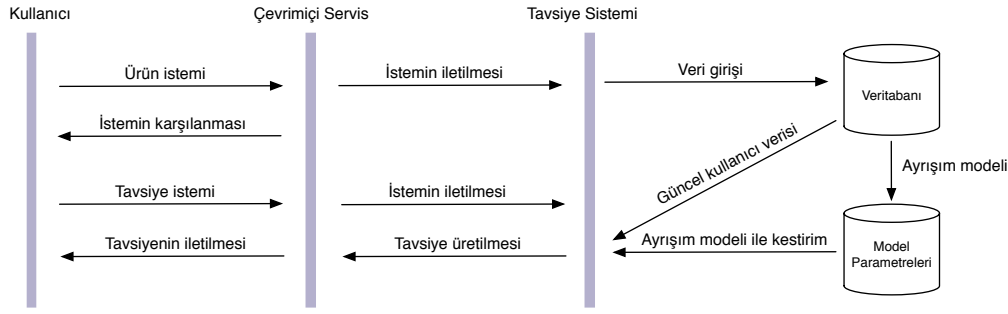 Kullanıcı
Çevrimiçi Servis
Tavsiye Sistemi
Ürün istemi
İstemin iletilmesi
Veri girişi
Veritabanı
İstemin karşılanması
Güncel kullanıcı verisi
Ayrışım modeli
Tavsiye istemi
İstemin iletilmesi
Tavsiyenin iletilmesi
Tavsiye üretilmesi
Ayrışım modeli ile kestirim
Model
Parametreleri